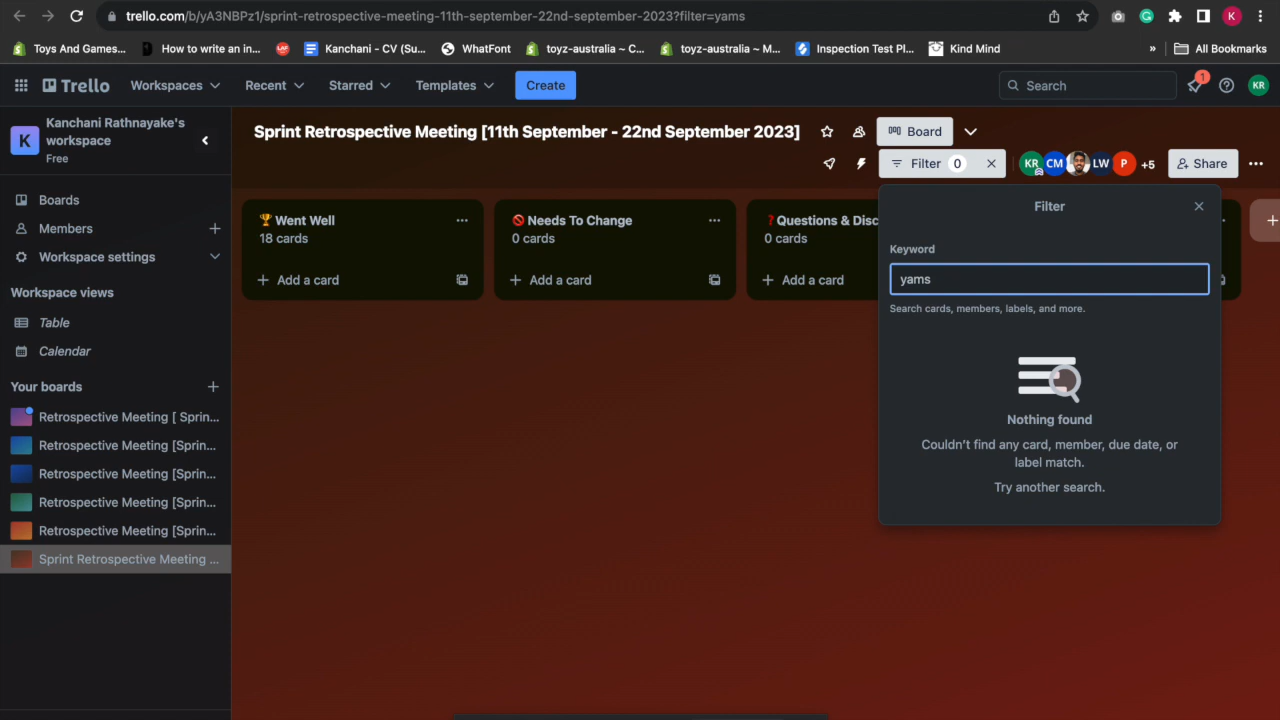 trello.com/b/yA3NBPz1/sprint-retrospective-meeting-11th-september-22nd-september-2023?filter=yams
K
Toys And Games...
How to write an in...
Kanchani - CV (Su...
WhatFont
toyz-australia ~ C...
toyz-australia ~ M...
Inspection Test Pl...
Kind Mind
»
All Bookmarks
Trello
Workspaces
Recent
Starred
Templates
Create
Search
1
KR
K
Kanchani Rathnayake's
workspace
Free
Boards
Members
Workspace settings
Workspace views
Table
Calendar
Your boards
Retrospective Meeting [ Sprin...
Retrospective Meeting [Sprin...
Retrospective Meeting [Sprin...
Retrospective Meeting [Sprin...
Retrospective Meeting [Sprin...
Sprint Retrospective Meeting ...
Sprint Retrospective Meeting [11th September - 22nd September 2023]
Board
Filter 0
KR CM LW P +5
Share
🏆 Went Well
18 cards
+ Add a card
🚫 Needs To Change
0 cards
+ Add a card
❓ Questions & Disc
0 cards
+ Add a card
Filter
Keyword
yams
Search cards, members, labels, and more.
Nothing found
Couldn't find any card, member, due date, or
label match.
Try another search.